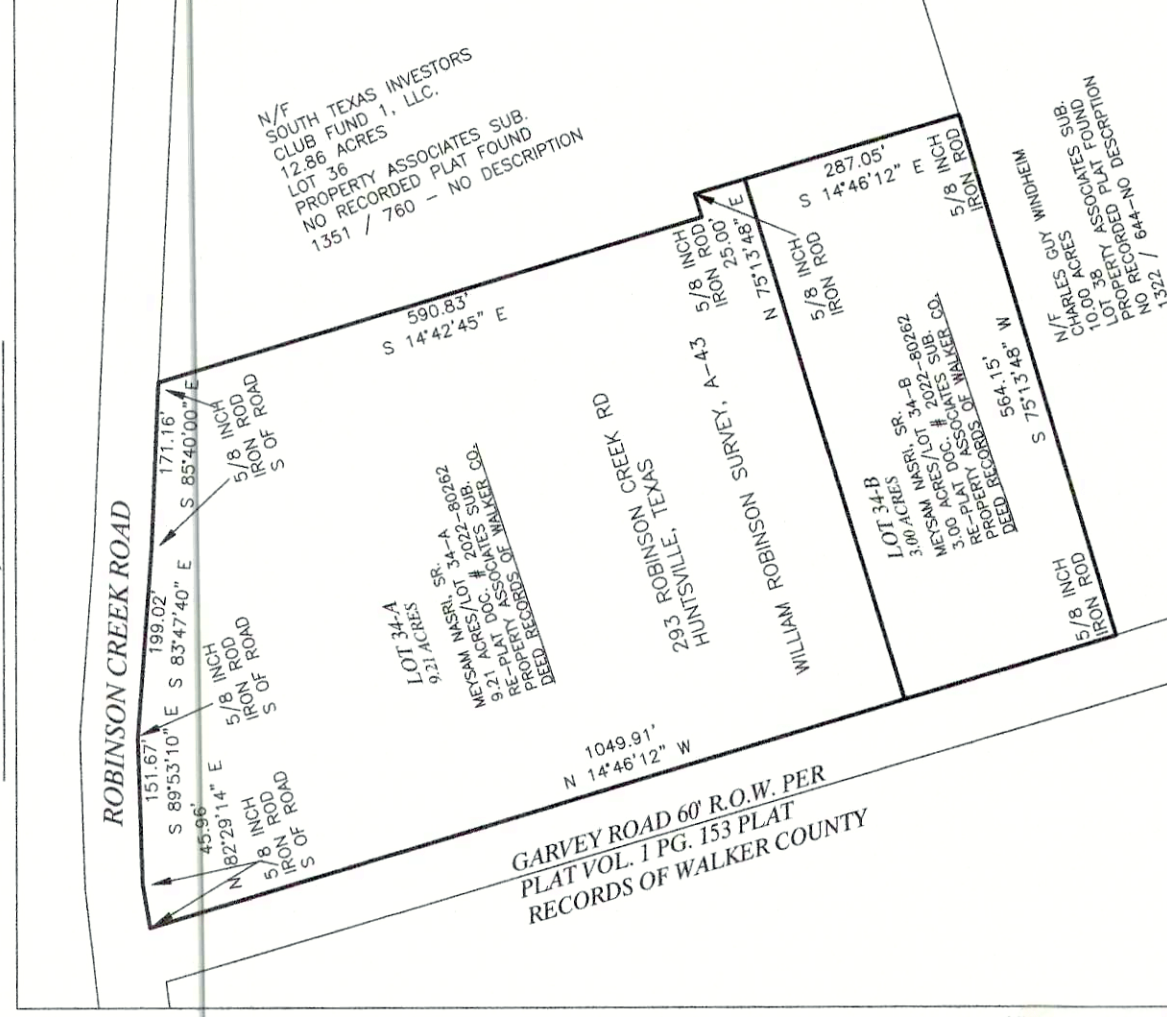 N/F
SOUTH TEXAS INVESTORS
CLUB FUND 1, LLC.
12.86 ACRES
LOT 36
PROPERTY ASSOCIATES SUB.
NO RECORDED PLAT FOUND
1351 / 760 - NO DESCRIPTION
287.05'
S 14°46'12" E
5/8 INCH
IRON ROD
N/F
CHARLES GUY WINDHEIM
10.00 ACRES
LOT 38
PROPERTY ASSOCIATES SUB.
NO RECORDED PLAT FOUND
1322 / 644-NO DESCRPTION
590.83'
S 14°42'45" E
5/8 INCH
IRON ROD
25.00'
N 75°13'48" E
5/8 INCH
IRON ROD
171.16'
S 85°40'00" E
5/8 INCH
IRON ROD
S OF ROAD
ROBINSON CREEK ROAD
199.02'
S 83°47'40" E
5/8 INCH
IRON ROD
S OF ROAD
151.67'
S 89°53'10" E
45.96'
N 82°29'14" E
5/8 INCH
IRON ROD
S OF ROAD
LOT 34-A
9.21 ACRES
MEYSAM NASRI, SR.
9.21 ACRES/LOT 34-A
RE-PLAT DOC. # 2022-80262
PROPERTY ASSOCIATES SUB.
DEED RECORDS OF WALKER CO.
293 ROBINSON CREEK RD
HUNTSVILLE, TEXAS
WILLIAM ROBINSON SURVEY, A-43
LOT 34-B
3.00 ACRES
MEYSAM NASRI, SR.
3.00 ACRES/LOT 34-B
RE-PLAT DOC. # 2022-80262
PROPERTY ASSOCIATES SUB.
DEED RECORDS OF WALKER CO.
564.15'
S 75°13'48" W
5/8 INCH
IRON ROD
1049.91'
N 14°46'12" W
GARVEY ROAD 60' R.O.W. PER
PLAT VOL. 1 PG. 153 PLAT
RECORDS OF WALKER COUNTY